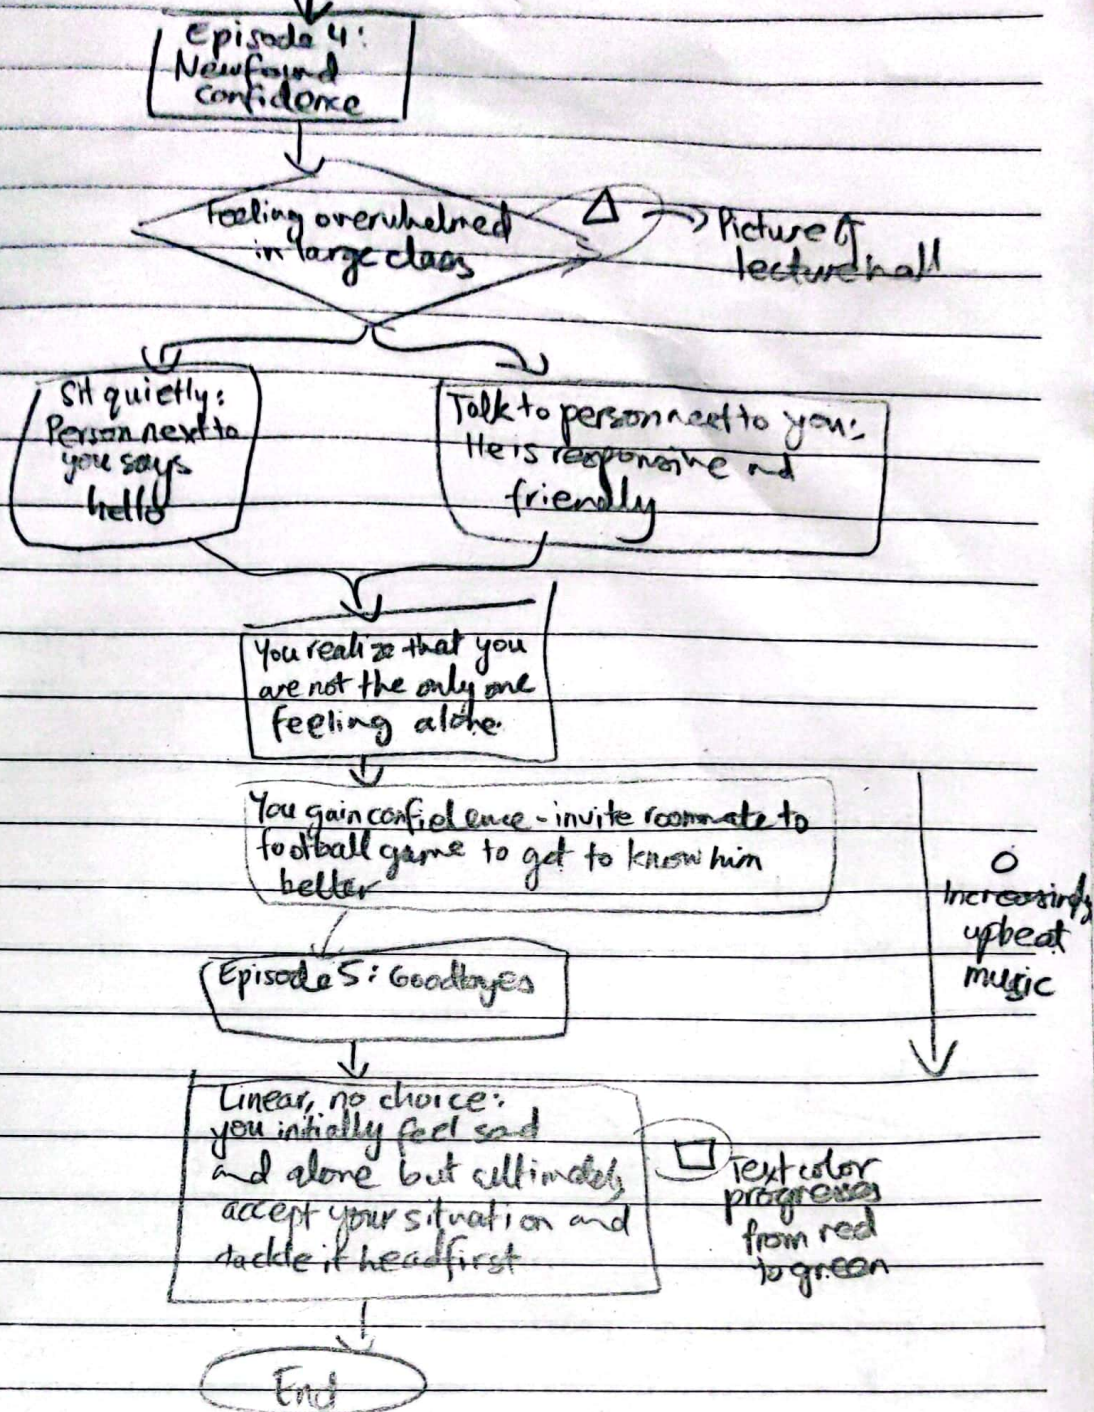 Episode 4:
Newfound
Confidence
Feeling overwhelmed
in large class
Picture of
lecture hall
Sit quietly:
Person next to
you says
hello
Talk to person next to you:
He is responsive and
friendly
You realize that you
are not the only one
feeling alone.
You gain confidence - invite roommate to
football game to get to know him
better
Increasingly
upbeat
music
Episode 5: Goodbyes
Linear, no choice:
you initially feel sad
and alone but ultimately
accept your situation and
tackle it headfirst
Text color
progresses
from red
to green
End